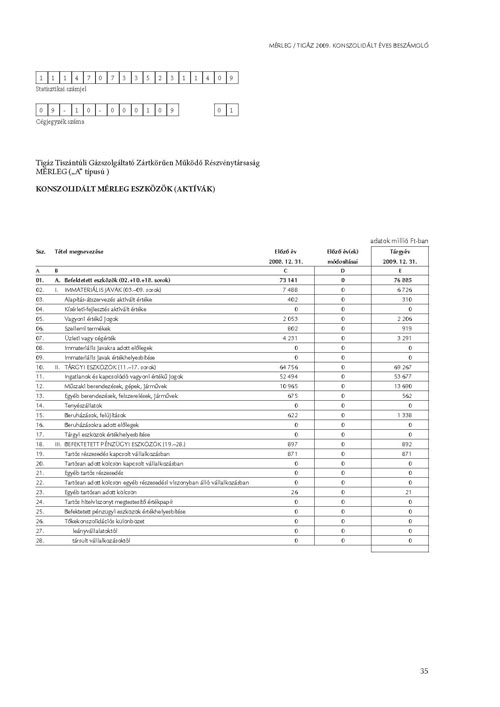 MÉRLEG / TIGÁZ 2009. KONSZOLIDÁLT ÉVES BESZÁMOLÓ
1 1 1 4 7 0 7 3 3 5 2 3 1 1 4 0 9
Statisztikai számjel
0 9 - 1 0 - 0 0 0 1 0 9 0 1
Cégjegyzék száma
Tigáz Tiszántúli Gázszolgáltató Zártkörűen Működő Részvénytársaság
MÉRLEG („A” típusú )
KONSZOLIDÁLT MÉRLEG ESZKÖZÖK (AKTÍVÁK)
adatok millió Ft-ban
Ssz. Tétel megnevezése Előző év Előző év(ek) Tárgyév
2008. 12. 31. módosításai 2009. 12. 31.
A B C D E
01. A. Befektetett eszközök (02.+10.+18. sorok) 73 141 0 76 885
02. I. IMMATERIÁLIS JAVAK (03.–09. sorok) 7 488 0 6 726
03. Alapítás-átszervezés aktivált értéke 402 0 310
04. Kísérleti-fejlesztés aktivált értéke 0 0 0
05. Vagyoni értékű jogok 2 053 0 2 206
06. Szellemi termékek 802 0 919
07. Üzleti vagy cégérték 4 231 0 3 291
08. Immateriális javakra adott előlegek 0 0 0
09. Immateriális javak értékhelyesbítése 0 0 0
10. II. TÁRGYI ESZKÖZÖK (11.–17. sorok) 64 756 0 69 267
11. Ingatlanok és kapcsolódó vagyoni értékű jogok 52 494 0 53 677
12. Műszaki berendezések, gépek, járművek 10 965 0 13 690
13. Egyéb berendezések, felszerelések, járművek 675 0 562
14. Tenyészállatok 0 0 0
15. Beruházások, felújítások 622 0 1 338
16. Beruházásokra adott előlegek 0 0 0
17. Tárgyi eszközök értékhelyesbítése 0 0 0
18. III. BEFEKTETETT PÉNZÜGYI ESZKÖZÖK (19.–28.) 897 0 892
19. Tartós részesedés kapcsolt vállalkozásban 871 0 871
20. Tartósan adott kölcsön kapcsolt vállalkozásban 0 0 0
21. Egyéb tartós részesedés 0 0 0
22. Tartósan adott kölcsön egyéb részesedési viszonyban álló vállalkozásban 0 0 0
23. Egyéb tartósan adott kölcsön 26 0 21
24. Tartós hitelviszonyt megtestesítő értékpapír 0 0 0
25. Befektetett pénzügyi eszközök értékhelyesbítése 0 0 0
26. Tőkekonszolidációs különbözet 0 0 0
27. leányvállalatoktól 0 0 0
28. társult vállalkozásoktól 0 0 0
35